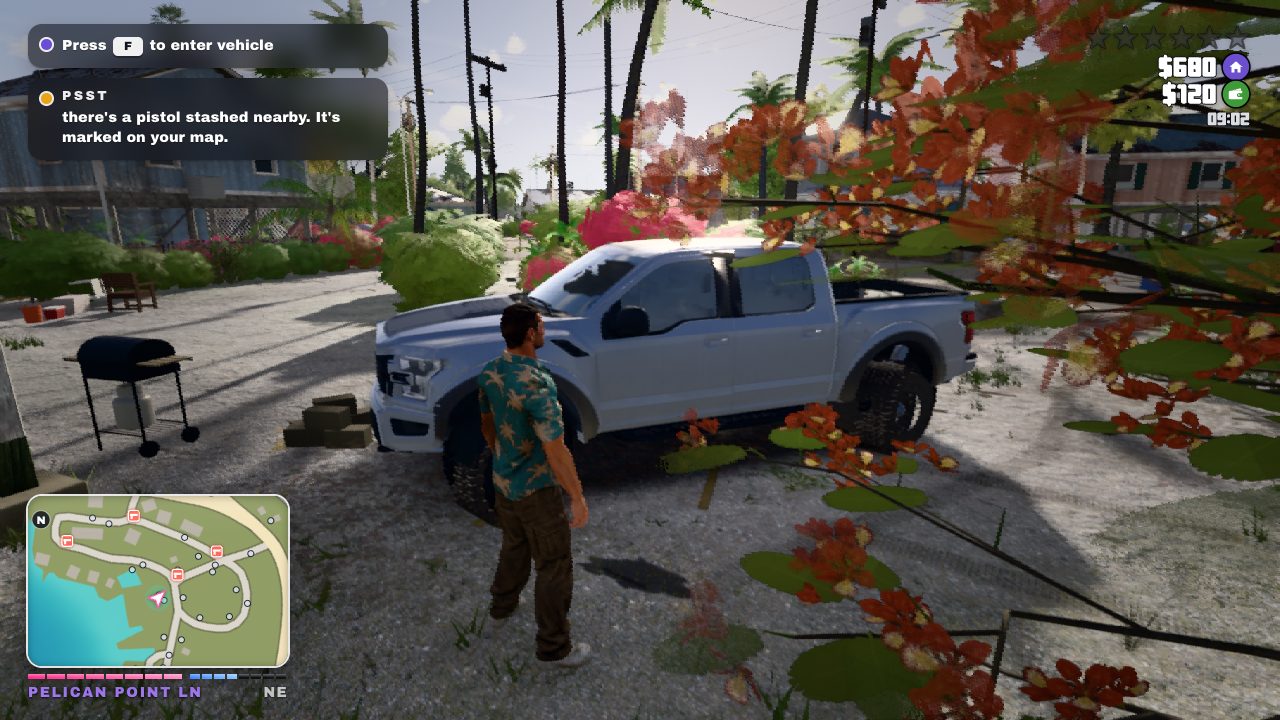 Press F to enter vehicle
PSST
there's a pistol stashed nearby. It's
marked on your map.
$680
$120
09:02
N
PELICAN POINT LN
NE